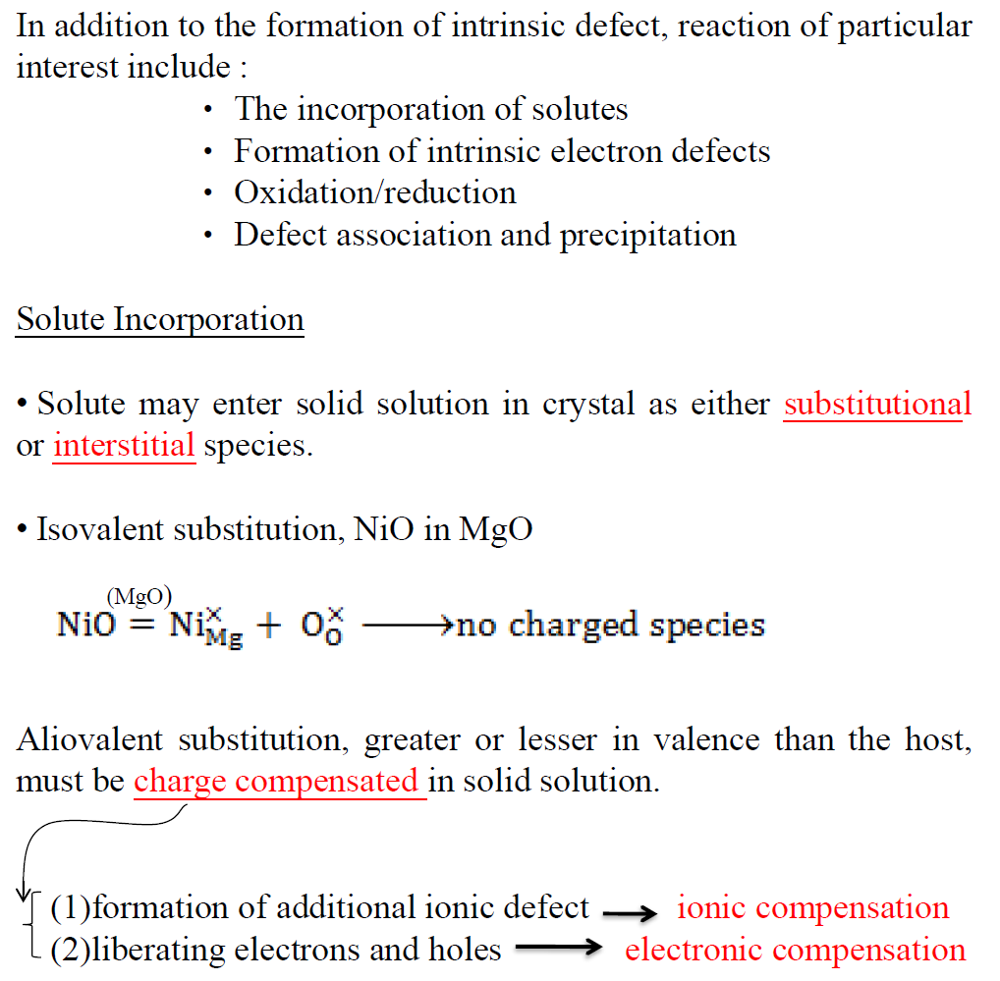 In addition to the formation of intrinsic defect, reaction of particular
interest include :
• The incorporation of solutes
• Formation of intrinsic electron defects
• Oxidation/reduction
• Defect association and precipitation
Solute Incorporation
• Solute may enter solid solution in crystal as either substitutional
or interstitial species.
• Isovalent substitution, NiO in MgO
(MgO)
NiO = Ni^×_Mg + O^×_O ⟶no charged species
Aliovalent substitution, greater or lesser in valence than the host,
must be charge compensated in solid solution.
(1)formation of additional ionic defect → ionic compensation
(2)liberating electrons and holes → electronic compensation